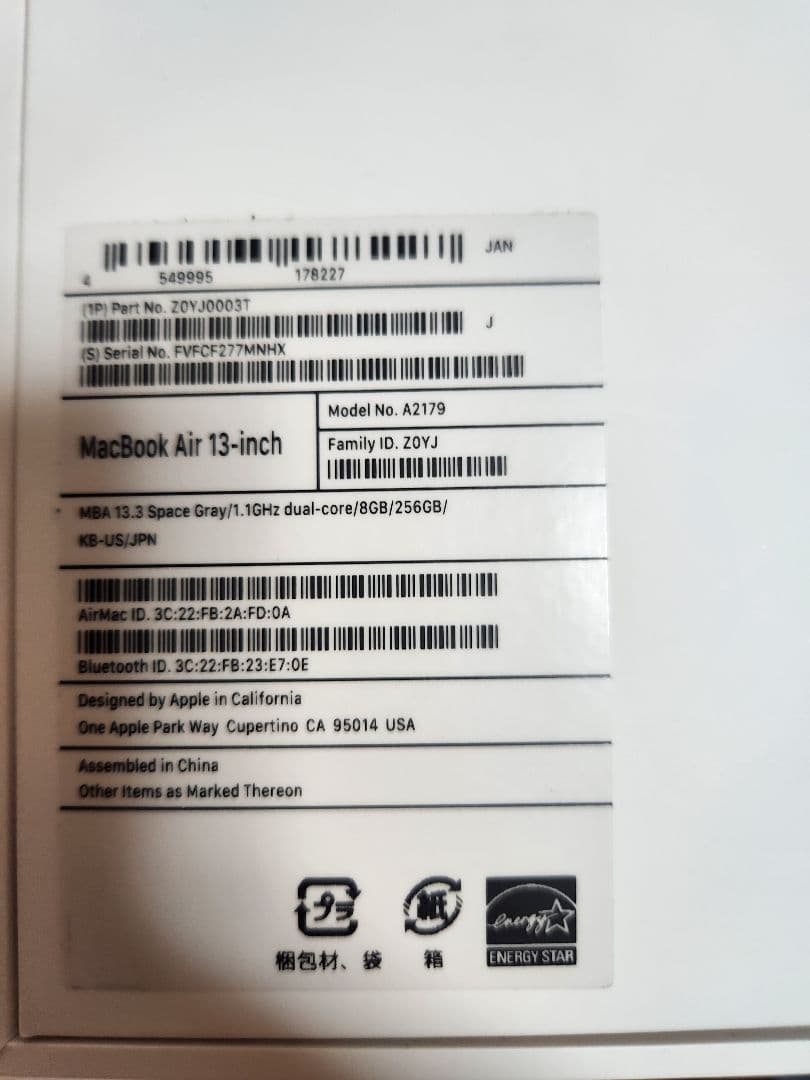 JAN
4 549995 178227
(1P) Part No. Z0YJ0003T
J
(S) Serial No. FVFCF277MNHX
MacBook Air 13-inch
Model No. A2179
Family ID. Z0YJ
MBA 13.3 Space Gray/1.1GHz dual-core/8GB/256GB/
KB-US/JPN
AirMac ID. 3C:22:FB:2A:FD:0A
Bluetooth ID. 3C:22:FB:23:E7:0E
Designed by Apple in California
One Apple Park Way Cupertino CA 95014 USA
Assembled in China
Other Items as Marked Thereon
プラ
紙
energy
梱包材、袋
箱
ENERGY STAR